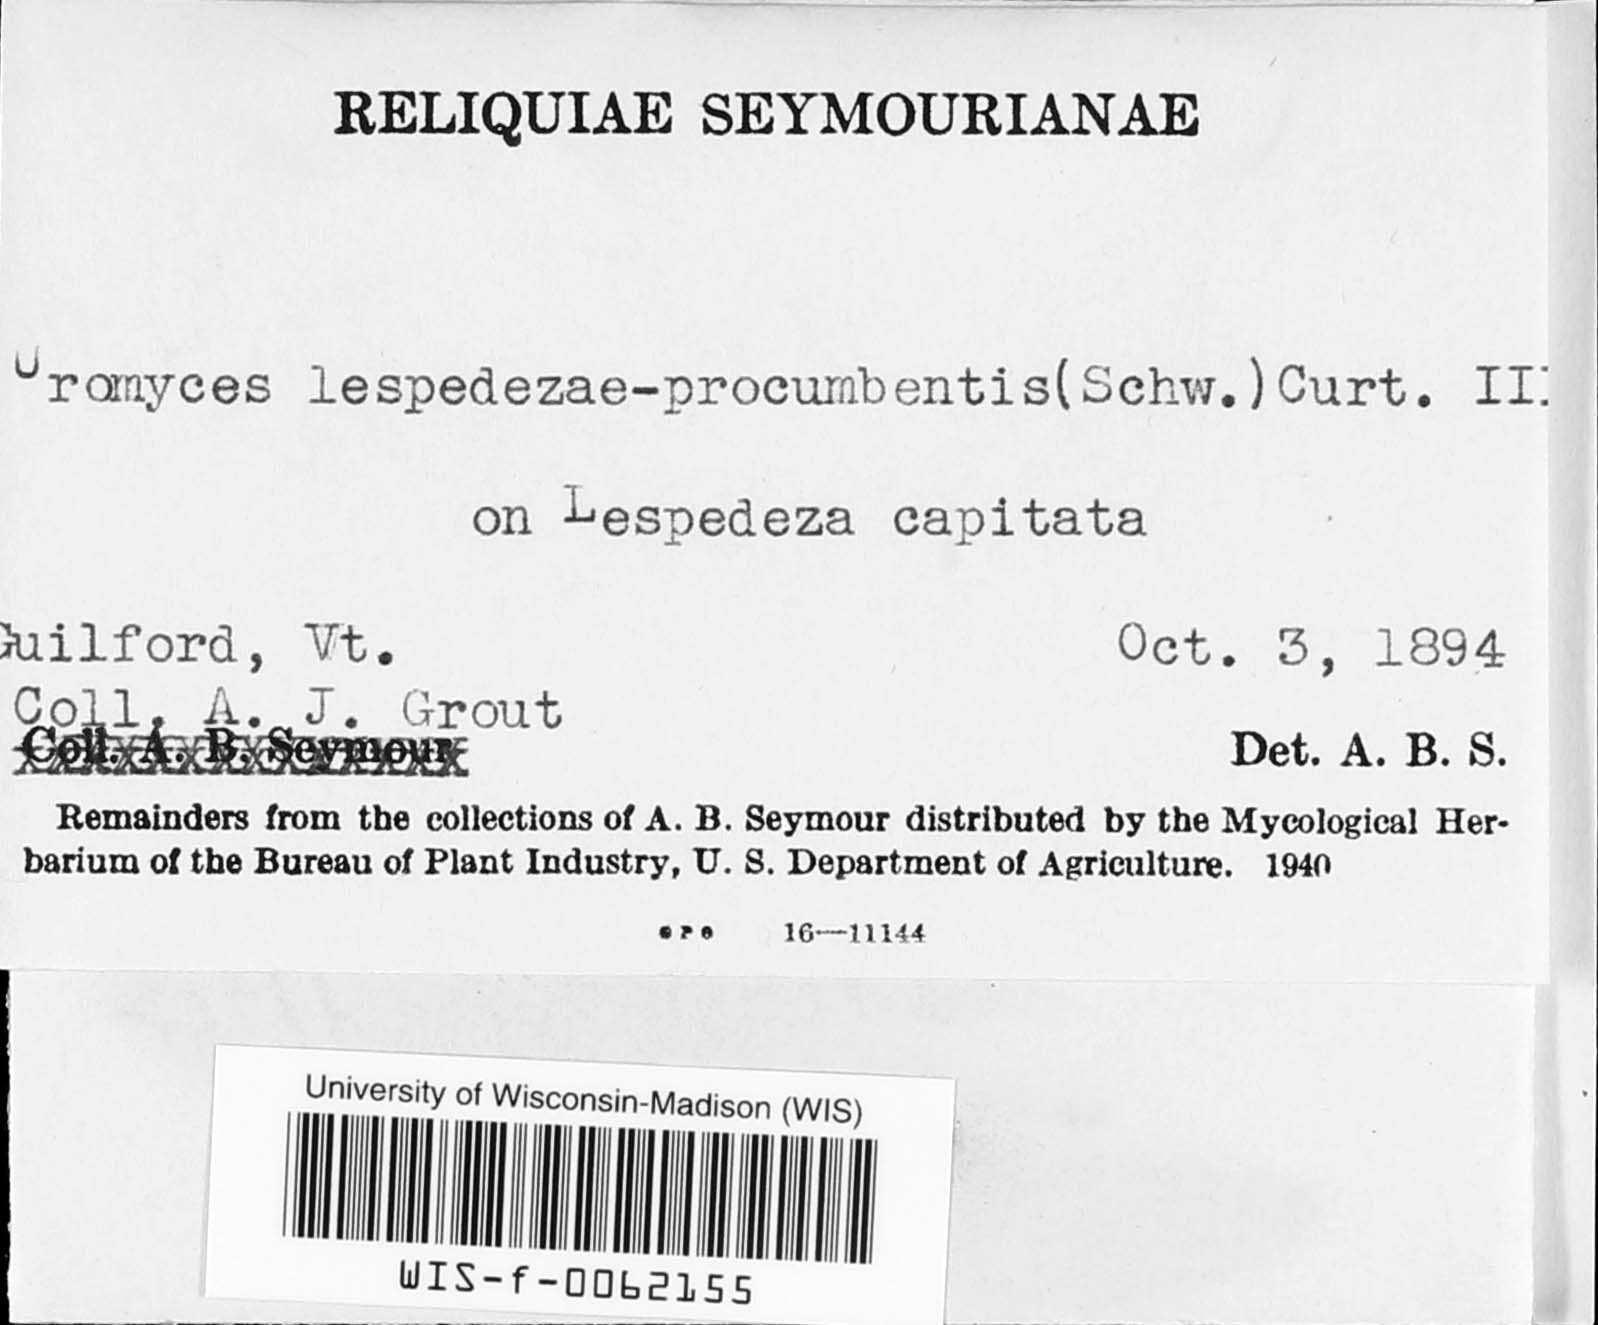 RELIQUIAE SEYMOURIANAE
Uromyces lespedezae-procumbentis(Schw.)Curt. III
on Lespedeza capitata
Guilford, Vt. Oct. 3, 1894
Coll. A. J. Grout
Coll. A. B. Seymour Det. A. B. S.
Remainders from the collections of A. B. Seymour distributed by the Mycological Her-
barium of the Bureau of Plant Industry, U. S. Department of Agriculture. 1940
GPO 16—11144
University of Wisconsin-Madison (WIS)
WIS-f-0062155